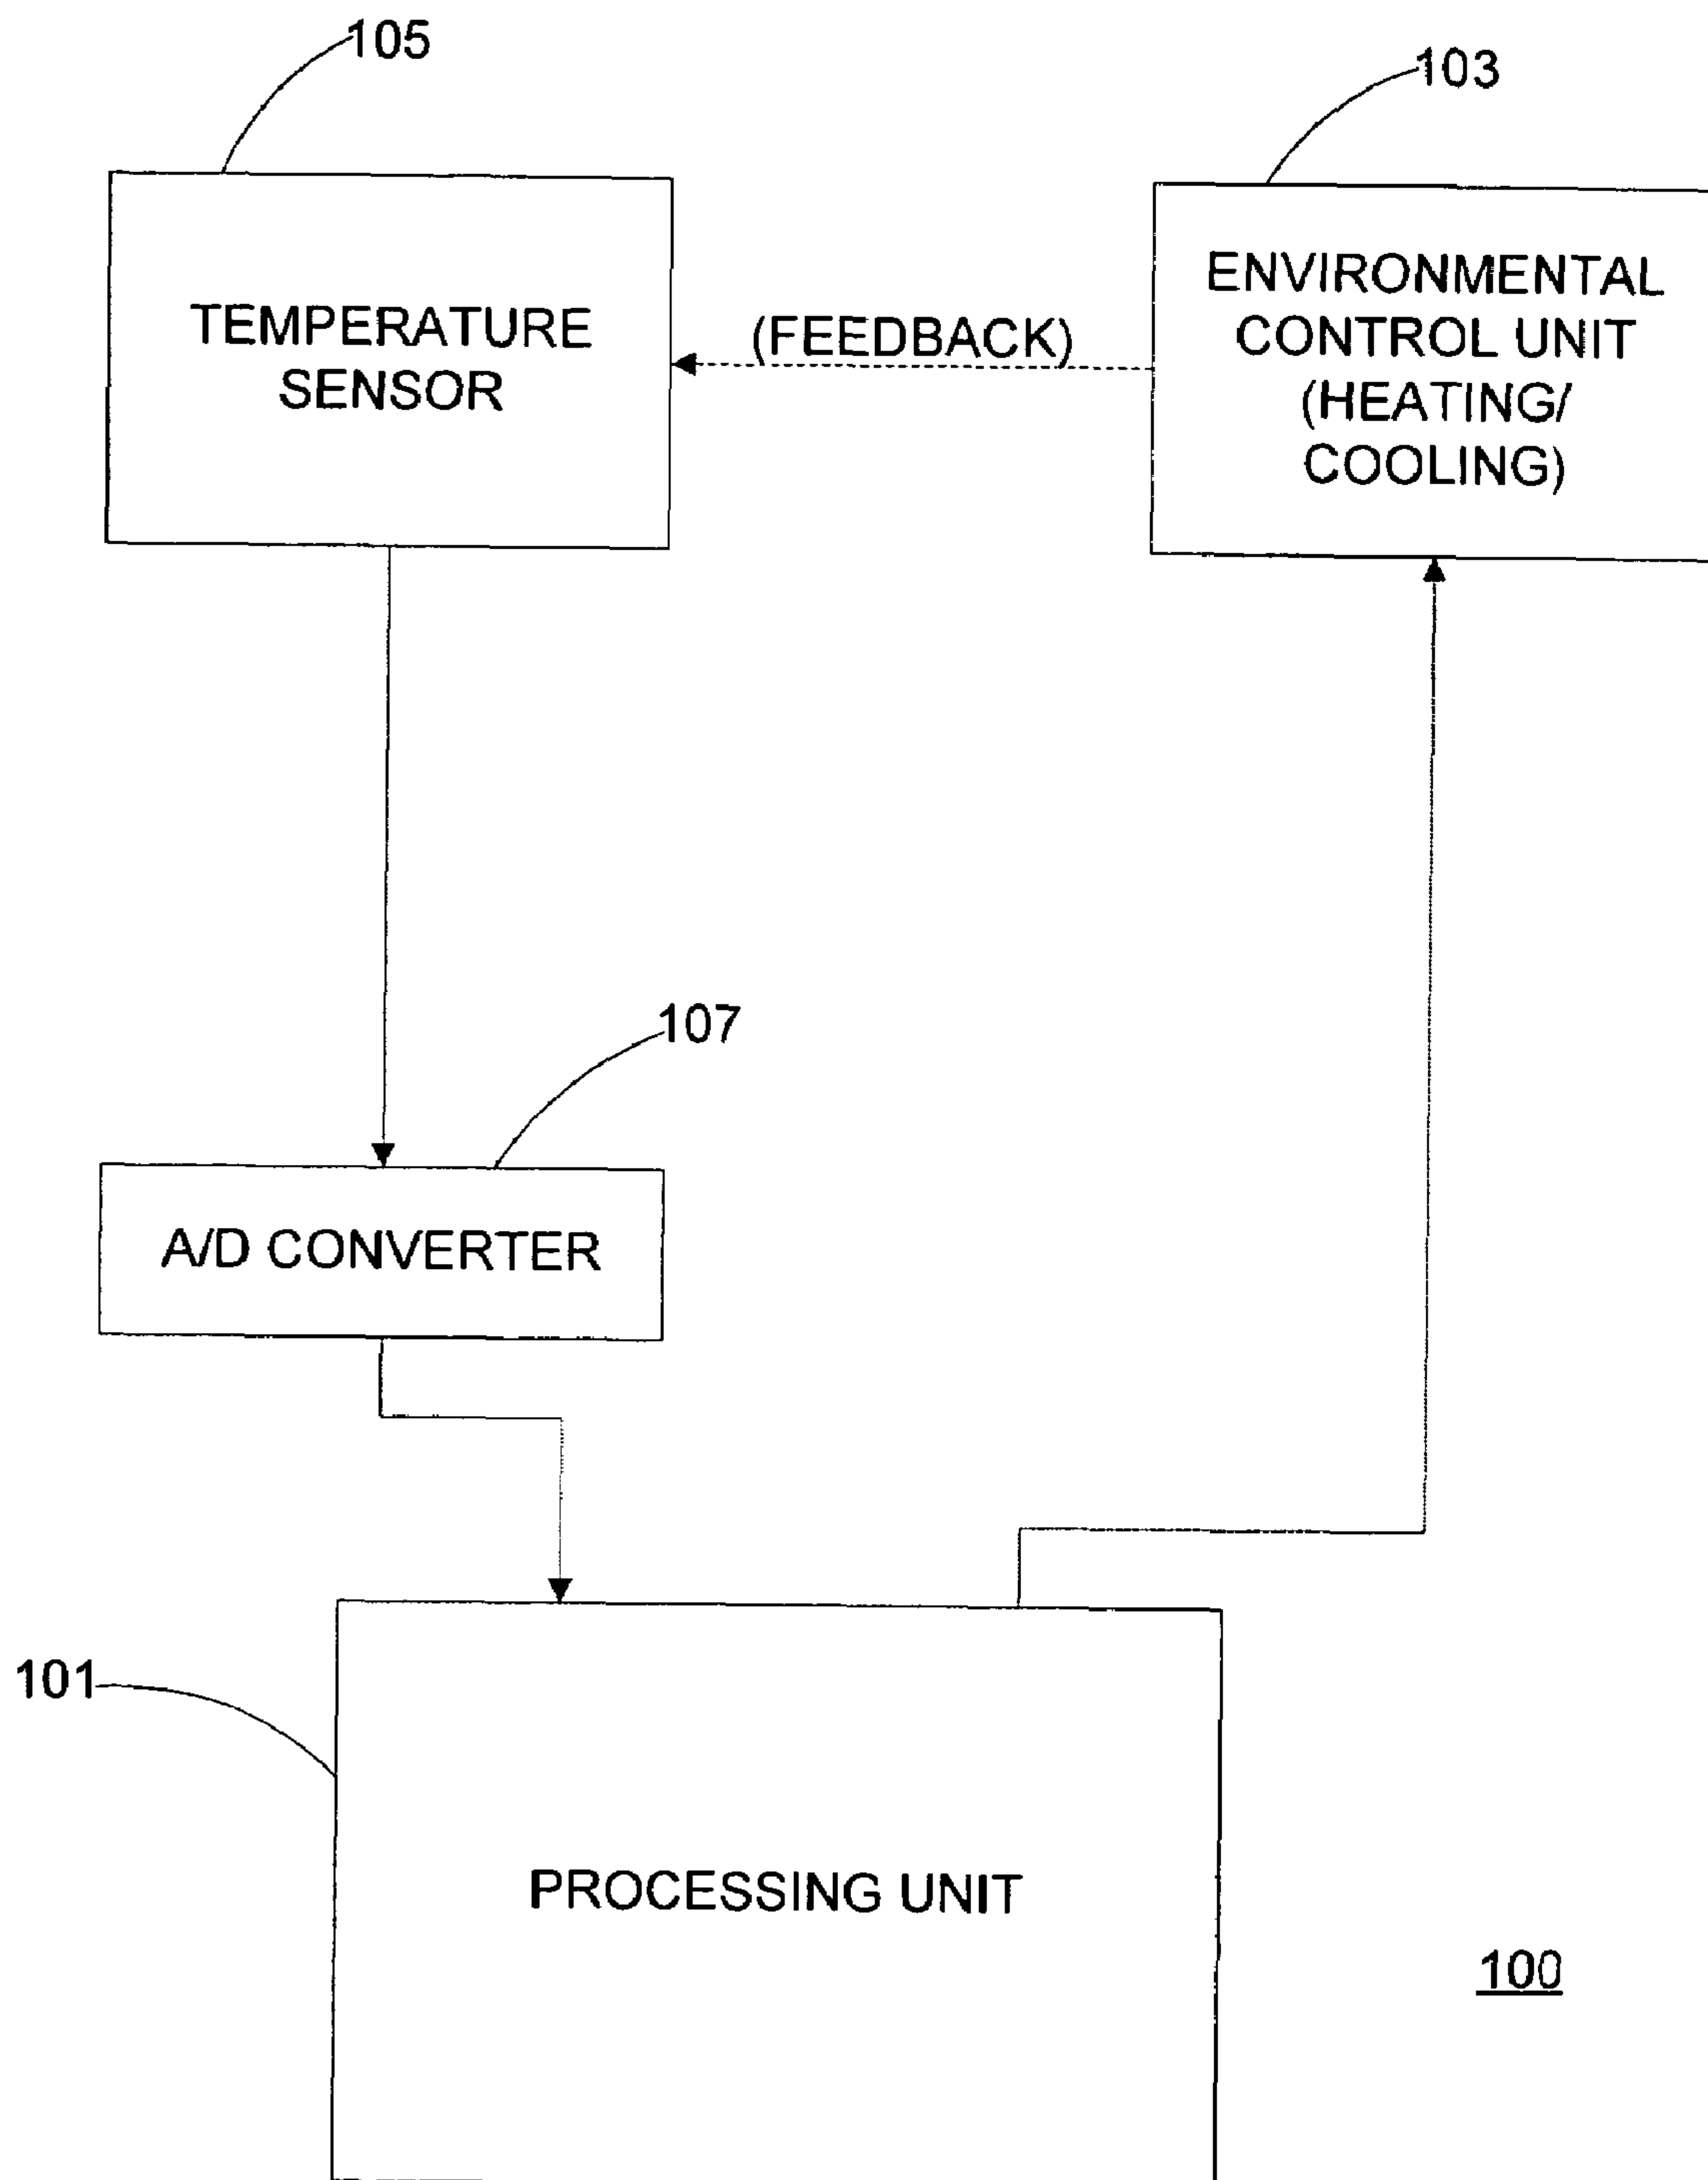 105
103
TEMPERATURE
SENSOR
(FEEDBACK)
ENVIRONMENTAL
CONTROL UNIT
(HEATING/
COOLING)
107
A/D CONVERTER
101
PROCESSING UNIT
100